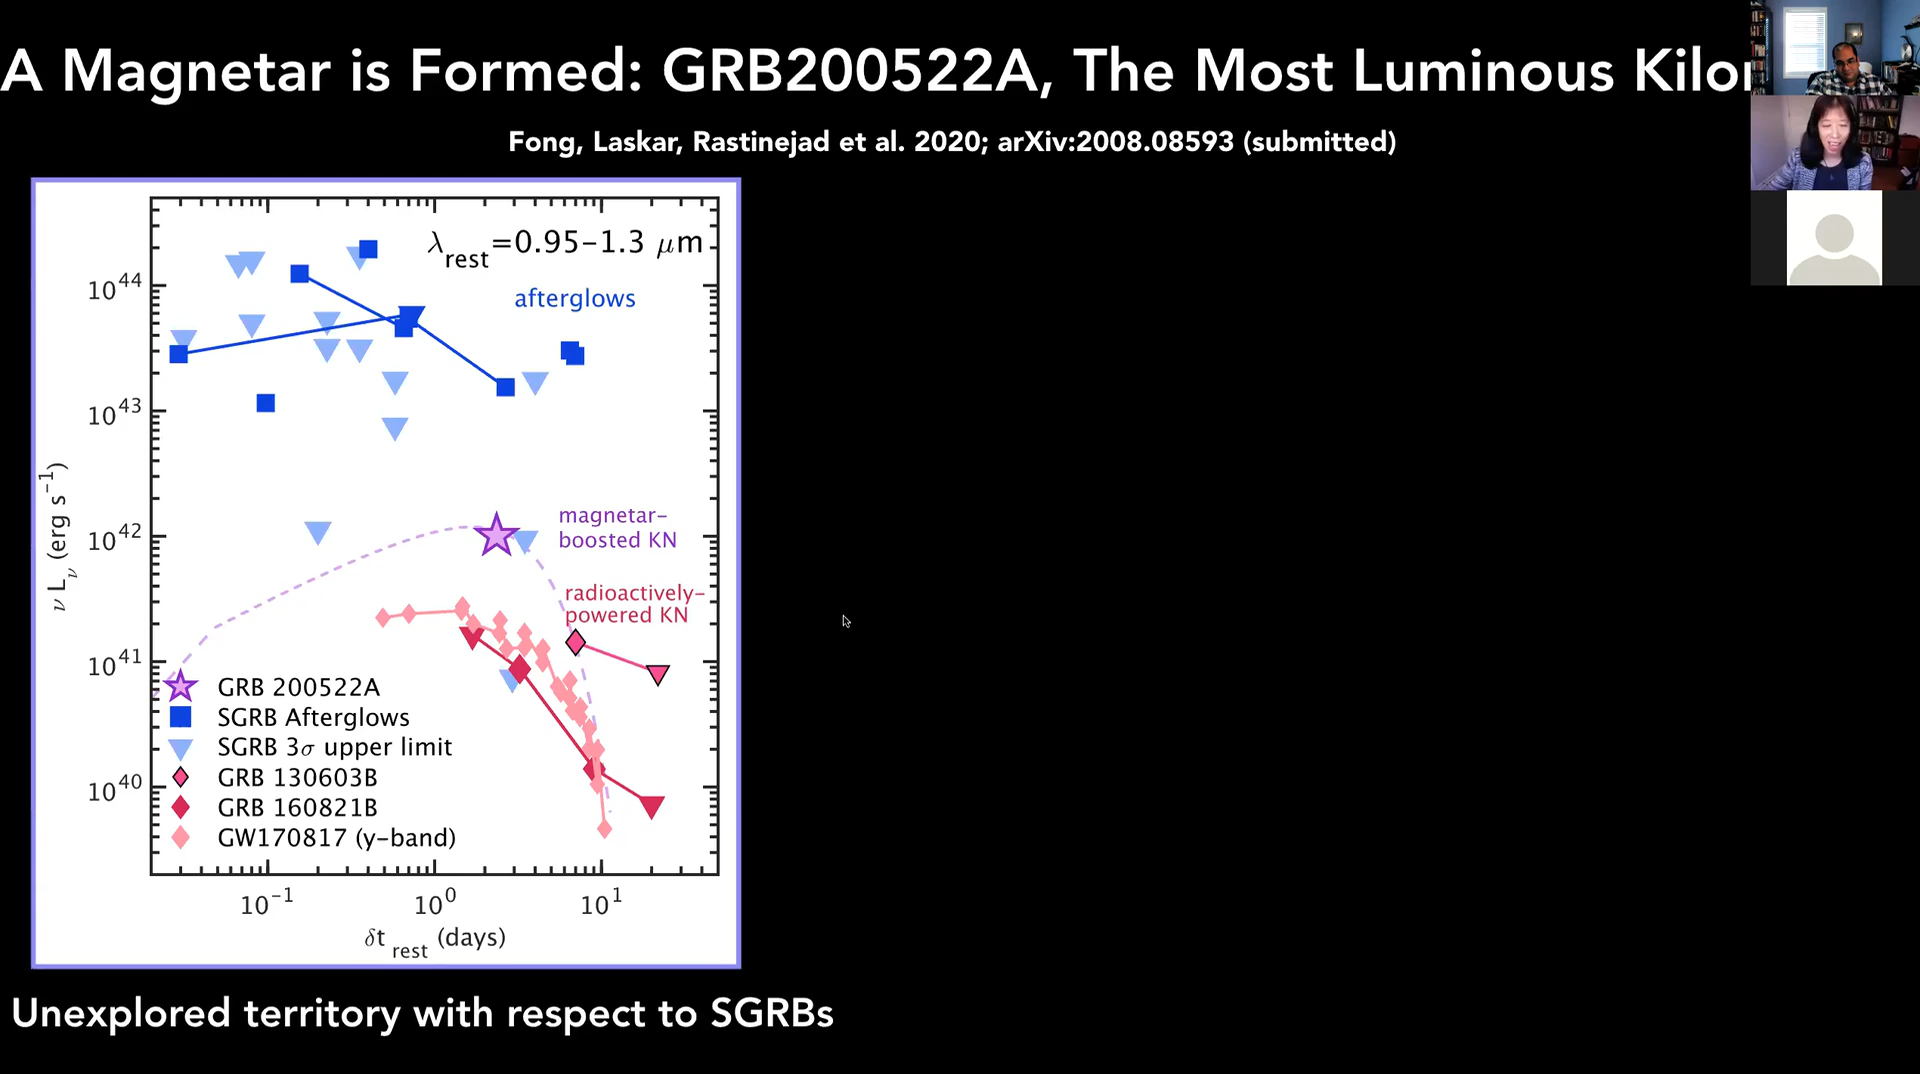 A Magnetar is Formed: GRB200522A, The Most Luminous Kilo
Fong, Laskar, Rastinejad et al. 2020; arXiv:2008.08593 (submitted)
λrest=0.95–1.3 μm
afterglows
magnetar–
boosted KN
radioactively–
powered KN
10^44
10^43
10^42
10^41
10^40
ν Lν (erg s^−1)
GRB 200522A
SGRB Afterglows
SGRB 3σ upper limit
GRB 130603B
GRB 160821B
GW170817 (y–band)
10^−1 10^0 10^1
δt rest (days)
Unexplored territory with respect to SGRBs